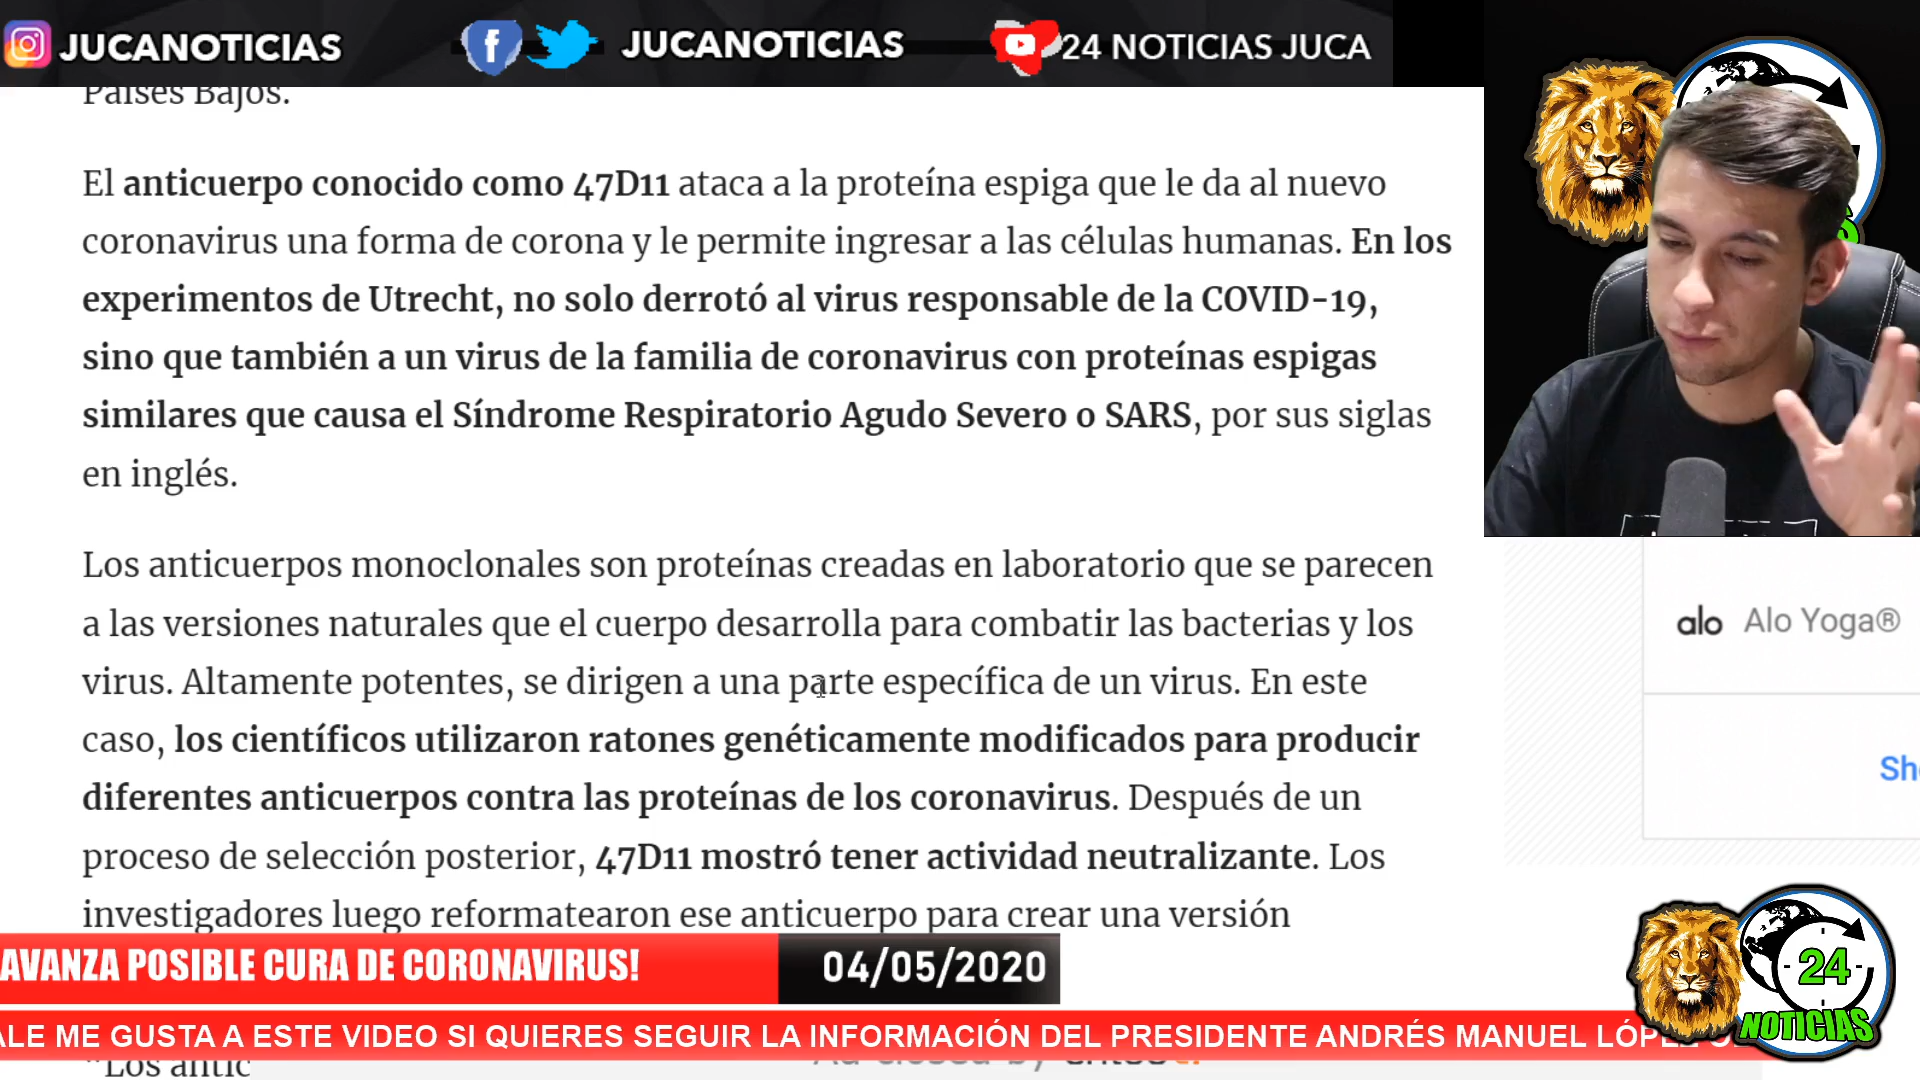 JUCANOTICIAS
JUCANOTICIAS
24 NOTICIAS JUCA
Países Bajos.
El anticuerpo conocido como 47D11 ataca a la proteína espiga que le da al nuevo
coronavirus una forma de corona y le permite ingresar a las células humanas. En los
experimentos de Utrecht, no solo derrotó al virus responsable de la COVID-19,
sino que también a un virus de la familia de coronavirus con proteínas espigas
similares que causa el Síndrome Respiratorio Agudo Severo o SARS, por sus siglas
en inglés.
Los anticuerpos monoclonales son proteínas creadas en laboratorio que se parecen
a las versiones naturales que el cuerpo desarrolla para combatir las bacterias y los
virus. Altamente potentes, se dirigen a una parte específica de un virus. En este
caso, los científicos utilizaron ratones genéticamente modificados para producir
diferentes anticuerpos contra las proteínas de los coronavirus. Después de un
proceso de selección posterior, 47D11 mostró tener actividad neutralizante. Los
investigadores luego reformatearon ese anticuerpo para crear una versión
alo Alo Yoga®
Sh
AVANZA POSIBLE CURA DE CORONAVIRUS!
04/05/2020
24
NOTICIAS
ALE ME GUSTA A ESTE VIDEO SI QUIERES SEGUIR LA INFORMACIÓN DEL PRESIDENTE ANDRÉS MANUEL LÓP
"Los antic